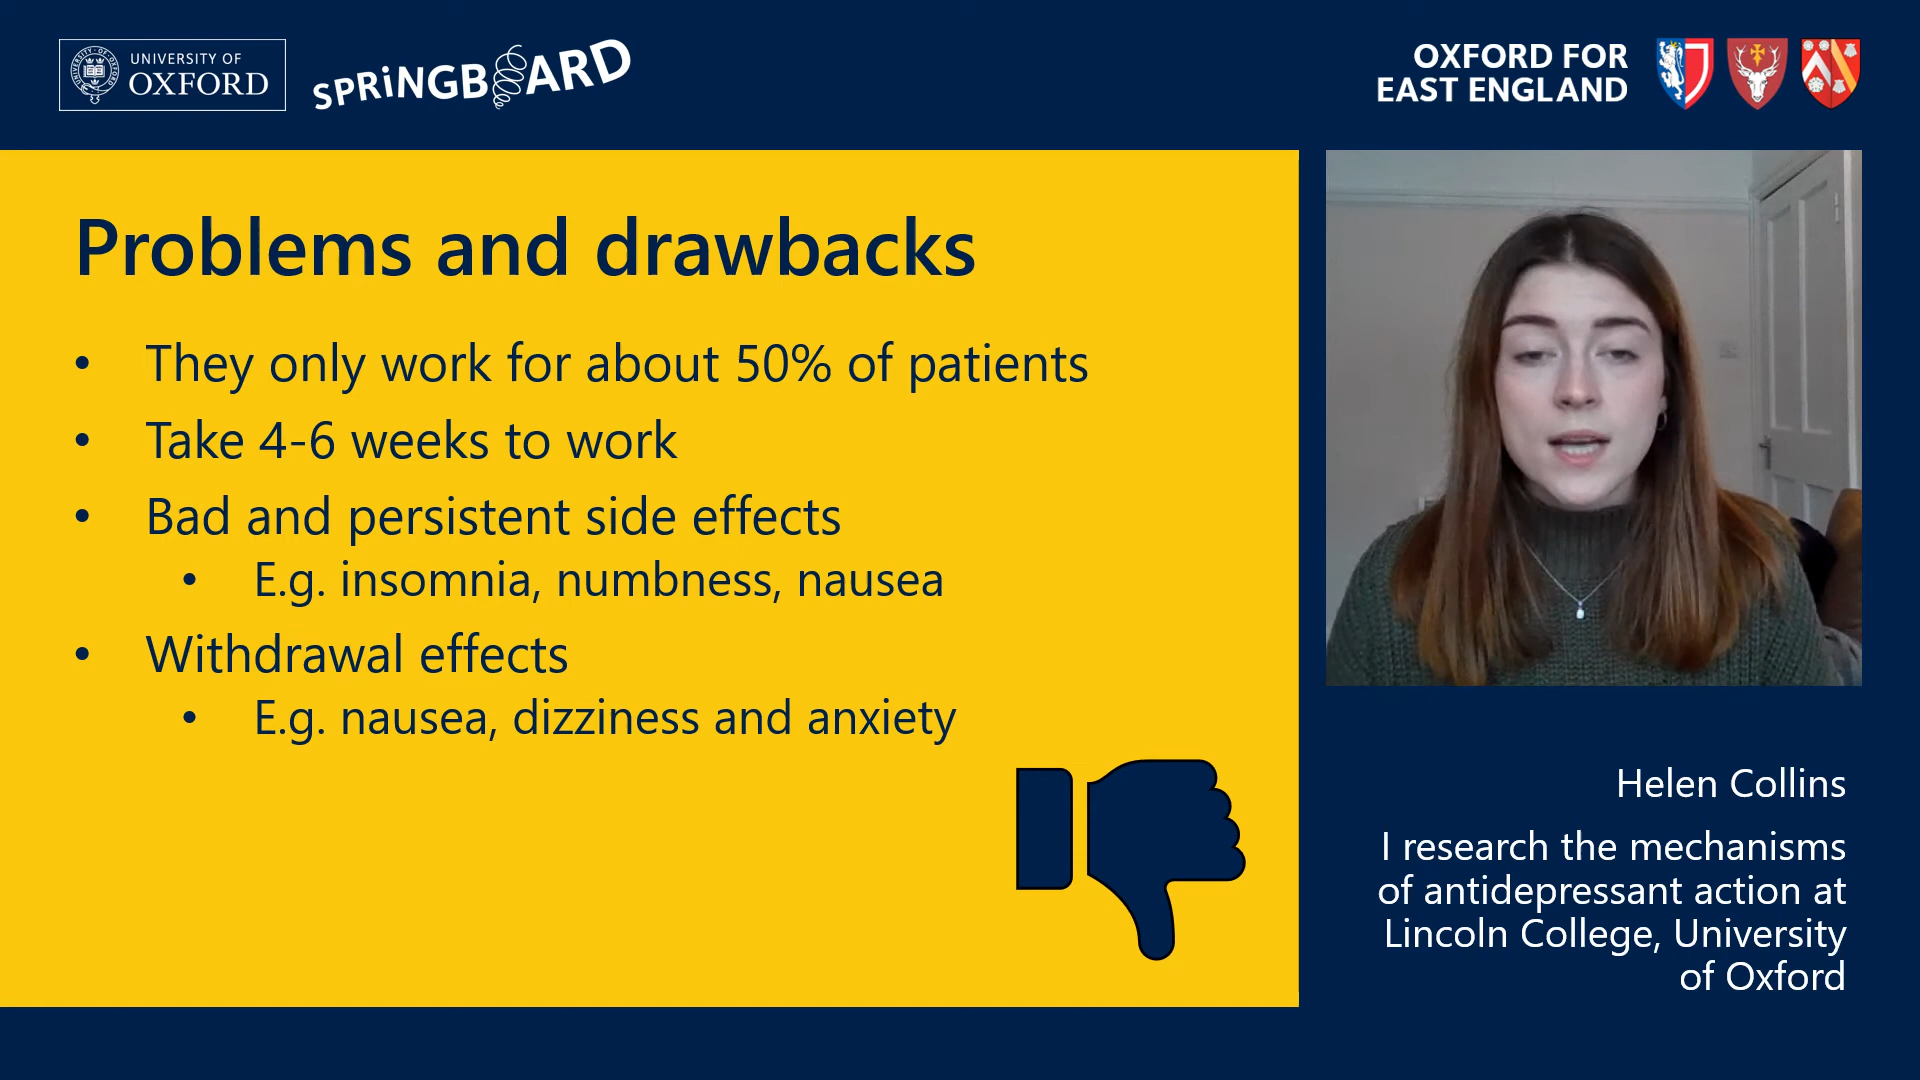 UNIVERSITY OF
OXFORD
SPRiNGBOARD
OXFORD FOR
EAST ENGLAND
Problems and drawbacks
• They only work for about 50% of patients
• Take 4-6 weeks to work
• Bad and persistent side effects
• E.g. insomnia, numbness, nausea
• Withdrawal effects
• E.g. nausea, dizziness and anxiety
Helen Collins
I research the mechanisms
of antidepressant action at
Lincoln College, University
of Oxford